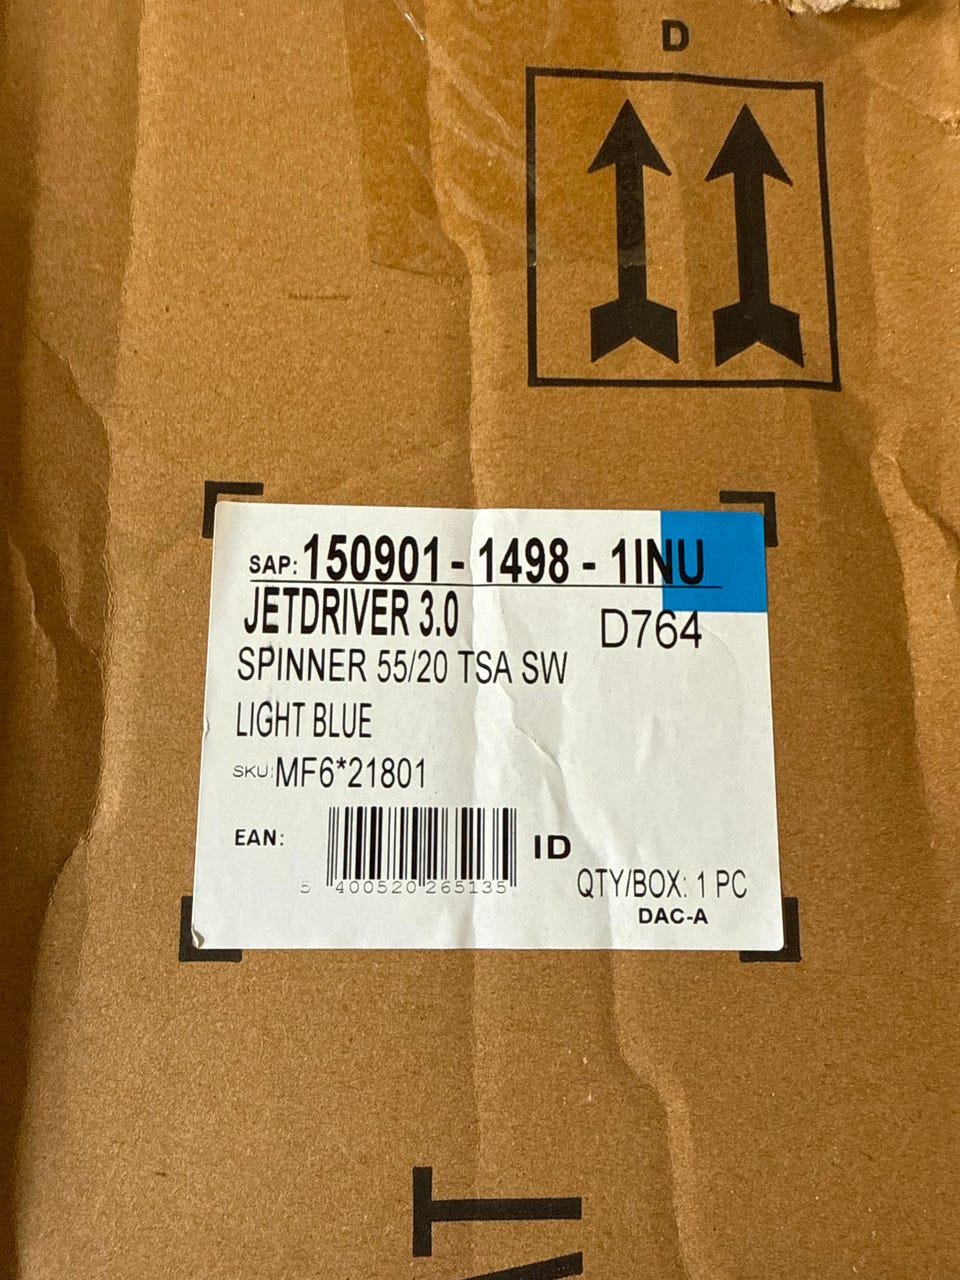 D
SAP: 150901 - 1498 - 1INU
JETDRIVER 3.0 D764
SPINNER 55/20 TSA SW
LIGHT BLUE
SKU: MF6*21801
EAN:
5 400520 265135
ID
QTY/BOX: 1 PC
DAC-A